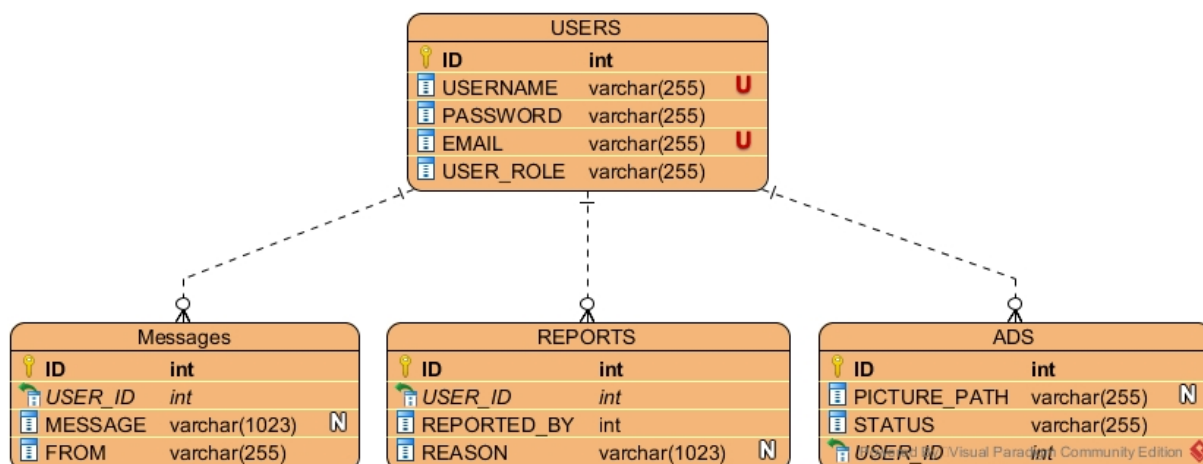 USERS
ID int
USERNAME varchar(255) U
PASSWORD varchar(255)
EMAIL varchar(255) U
USER_ROLE varchar(255)
Messages
ID int
USER_ID int
MESSAGE varchar(1023) N
FROM varchar(255)
REPORTS
ID int
USER_ID int
REPORTED_BY int
REASON varchar(1023) N
ADS
ID int
PICTURE_PATH varchar(255) N
STATUS varchar(255)
USER_ID int
Powered By Visual Paradigm Community Edition